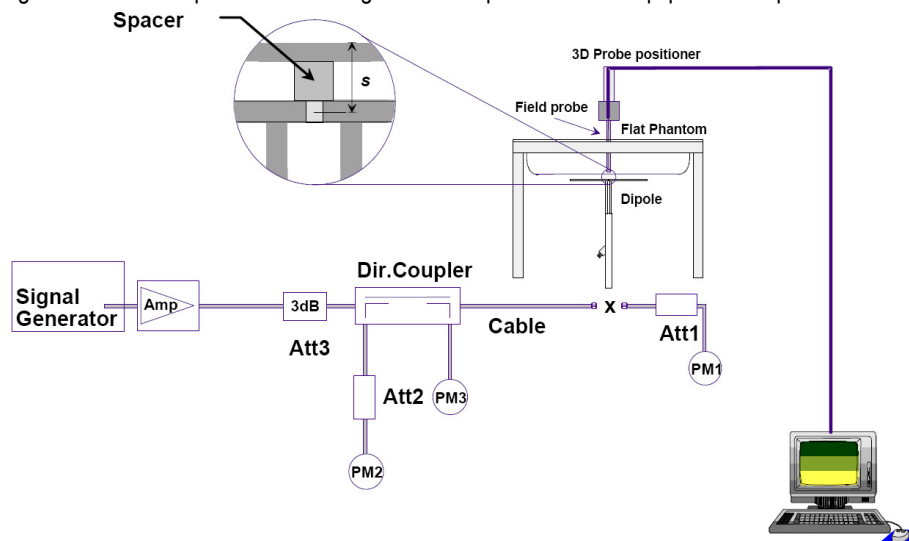 Spacer
s
3D Probe positioner
Field probe
Flat Phantom
Dipole
Signal
Generator
Amp
3dB
Att3
Dir.Coupler
Cable
x
Att1
PM1
Att2
PM3
PM2